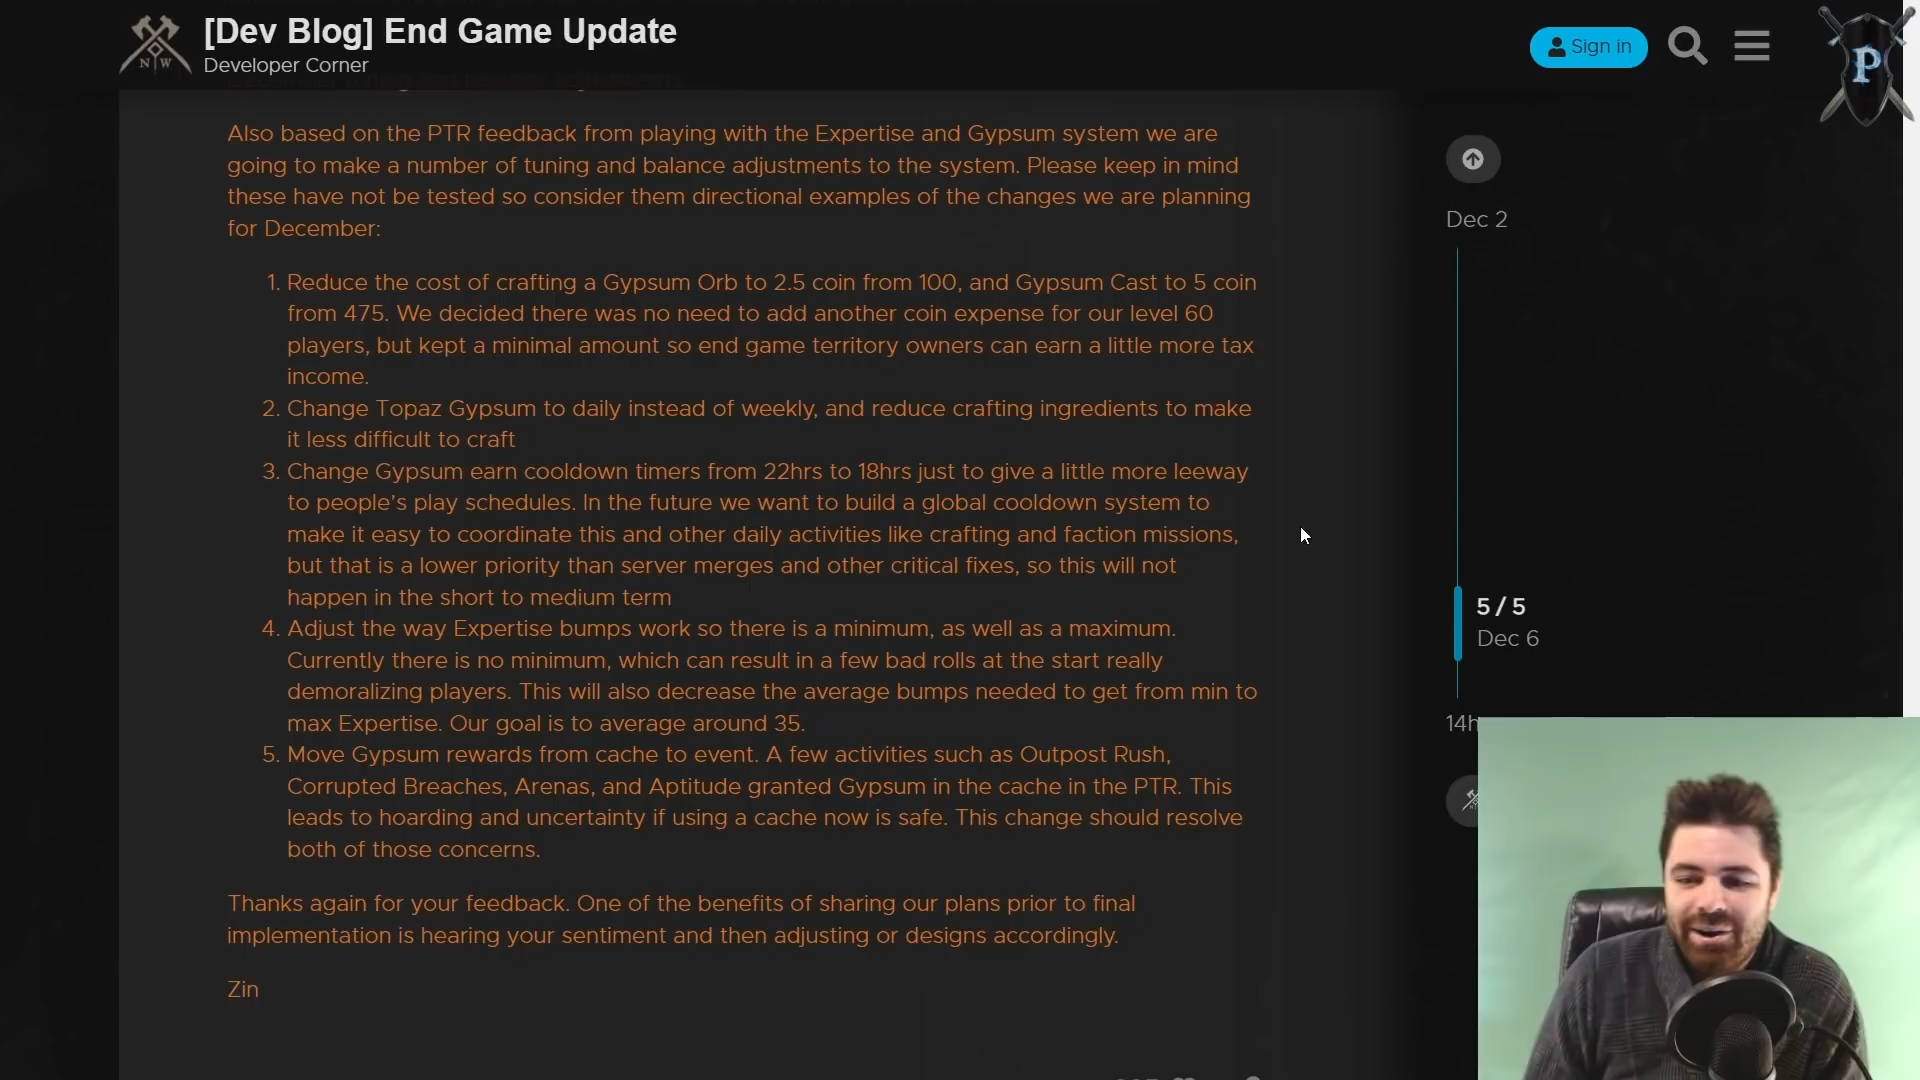 [Dev Blog] End Game Update
Developer Corner
N W
Sign in
P
Also based on the PTR feedback from playing with the Expertise and Gypsum system we are
going to make a number of tuning and balance adjustments to the system. Please keep in mind
these have not be tested so consider them directional examples of the changes we are planning
for December:
1. Reduce the cost of crafting a Gypsum Orb to 2.5 coin from 100, and Gypsum Cast to 5 coin
from 475. We decided there was no need to add another coin expense for our level 60
players, but kept a minimal amount so end game territory owners can earn a little more tax
income.
2. Change Topaz Gypsum to daily instead of weekly, and reduce crafting ingredients to make
it less difficult to craft
3. Change Gypsum earn cooldown timers from 22hrs to 18hrs just to give a little more leeway
to people’s play schedules. In the future we want to build a global cooldown system to
make it easy to coordinate this and other daily activities like crafting and faction missions,
but that is a lower priority than server merges and other critical fixes, so this will not
happen in the short to medium term
4. Adjust the way Expertise bumps work so there is a minimum, as well as a maximum.
Currently there is no minimum, which can result in a few bad rolls at the start really
demoralizing players. This will also decrease the average bumps needed to get from min to
max Expertise. Our goal is to average around 35.
5. Move Gypsum rewards from cache to event. A few activities such as Outpost Rush,
Corrupted Breaches, Arenas, and Aptitude granted Gypsum in the cache in the PTR. This
leads to hoarding and uncertainty if using a cache now is safe. This change should resolve
both of those concerns.
Thanks again for your feedback. One of the benefits of sharing our plans prior to final
implementation is hearing your sentiment and then adjusting or designs accordingly.
Zin
Dec 2
5 / 5
Dec 6
14h